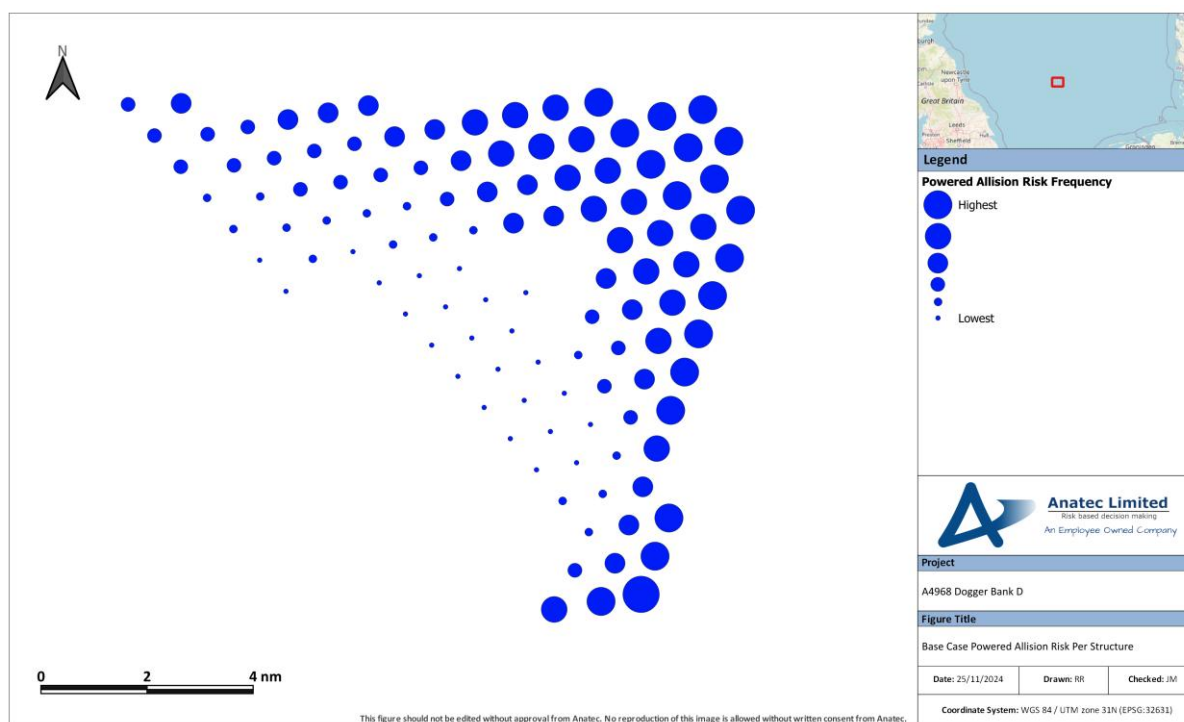 N
0
2
4 nm
This figure should not be edited without approval from Anatec. No reproduction of this image is allowed without written consent from Anatec.
Newcastle
upon Tyne
Great Britain
Leeds
Sheffield
Hull
Groningen
Legend
Powered Allision Risk Frequency
Highest
Lowest
Anatec Limited
Risk based decision making
An Employee Owned Company
Project
A4968 Dogger Bank D
Figure Title
Base Case Powered Allision Risk Per Structure
Date: 25/11/2024
Drawn: RR
Checked: JM
Coordinate System: WGS 84 / UTM zone 31N (EPSG:32631)